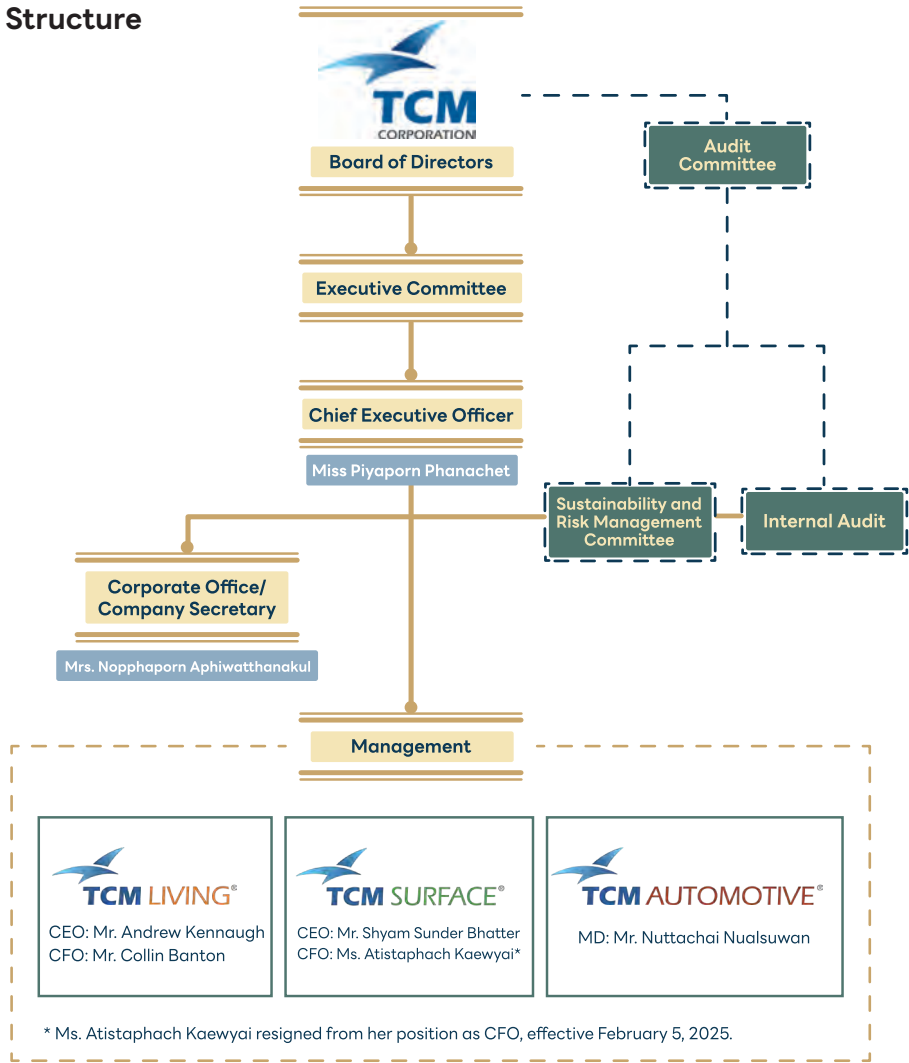 Structure
TCM
CORPORATION
Board of Directors
Audit
Committee
Executive Committee
Chief Executive Officer
Miss Piyaporn Phanachet
Sustainability and
Risk Management
Committee
Internal Audit
Corporate Office/
Company Secretary
Mrs. Nopphaporn Aphiwatthanakul
Management
TCM LIVING®
CEO: Mr. Andrew Kennaugh
CFO: Mr. Collin Banton
TCM SURFACE®
CEO: Mr. Shyam Sunder Bhatter
CFO: Ms. Atistaphach Kaewyai*
TCM AUTOMOTIVE®
MD: Mr. Nuttachai Nualsuwan
* Ms. Atistaphach Kaewyai resigned from her position as CFO, effective February 5, 2025.